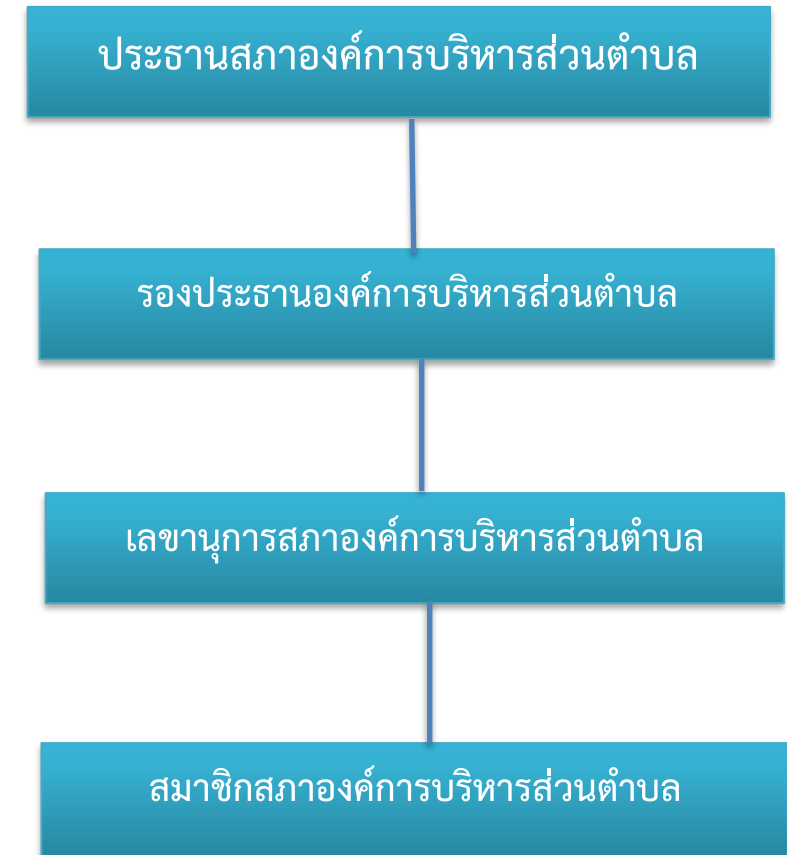 ประธานสภาองค์การบริหารส่วนตำบล
รองประธานองค์การบริหารส่วนตำบล
เลขานุการสภาองค์การบริหารส่วนตำบล
สมาชิกสภาองค์การบริหารส่วนตำบล